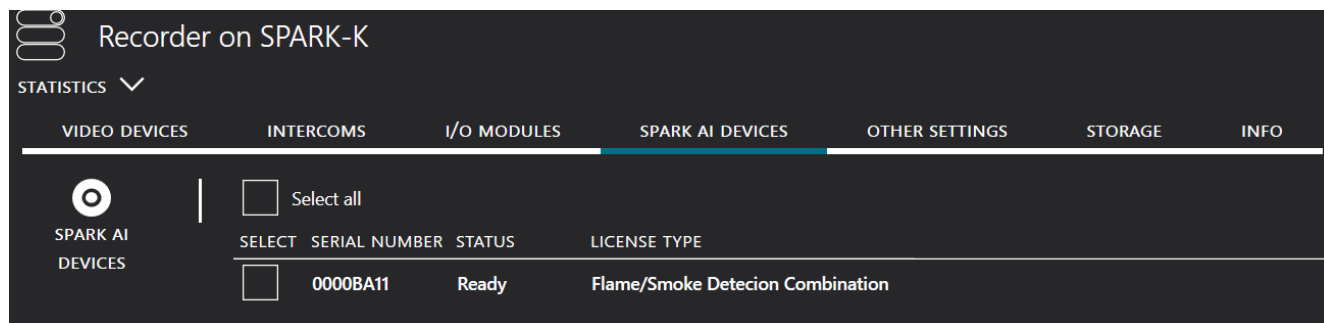 Recorder on SPARK-K
STATISTICS
VIDEO DEVICES INTERCOMS I/O MODULES SPARK AI DEVICES OTHER SETTINGS STORAGE INFO
Select all
SPARK AI
DEVICES
SELECT SERIAL NUMBER STATUS LICENSE TYPE
0000BA11 Ready Flame/Smoke Detecion Combination